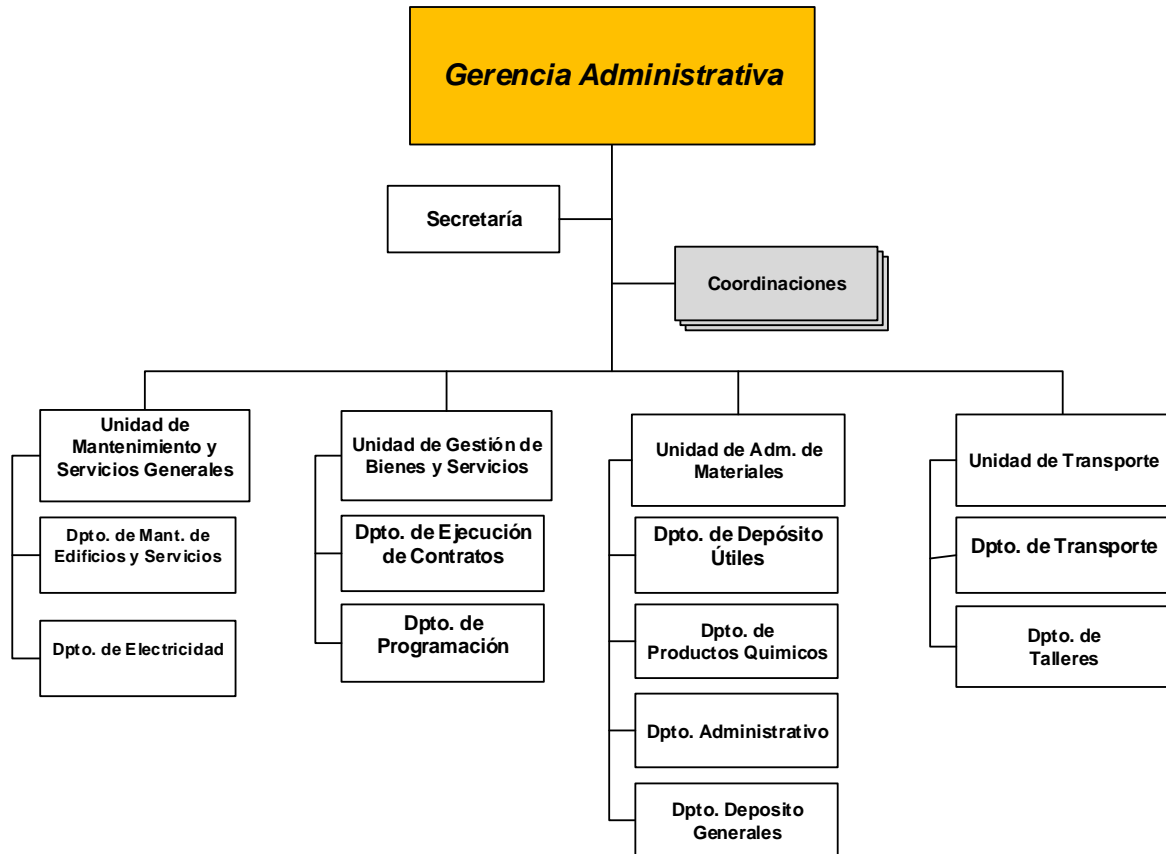 Gerencia Administrativa
Secretaría
Coordinaciones
Unidad de
Mantenimiento y
Servicios Generales
Dpto. de Mant. de
Edificios y Servicios
Dpto. de Electricidad
Unidad de Gestión de
Bienes y Servicios
Dpto. de Ejecución
de Contratos
Dpto. de
Programación
Unidad de Adm. de
Materiales
Dpto. de Depósito
Útiles
Dpto. de
Productos Quimicos
Dpto. Administrativo
Dpto. Deposito
Generales
Unidad de Transporte
Dpto. de Transporte
Dpto. de
Talleres